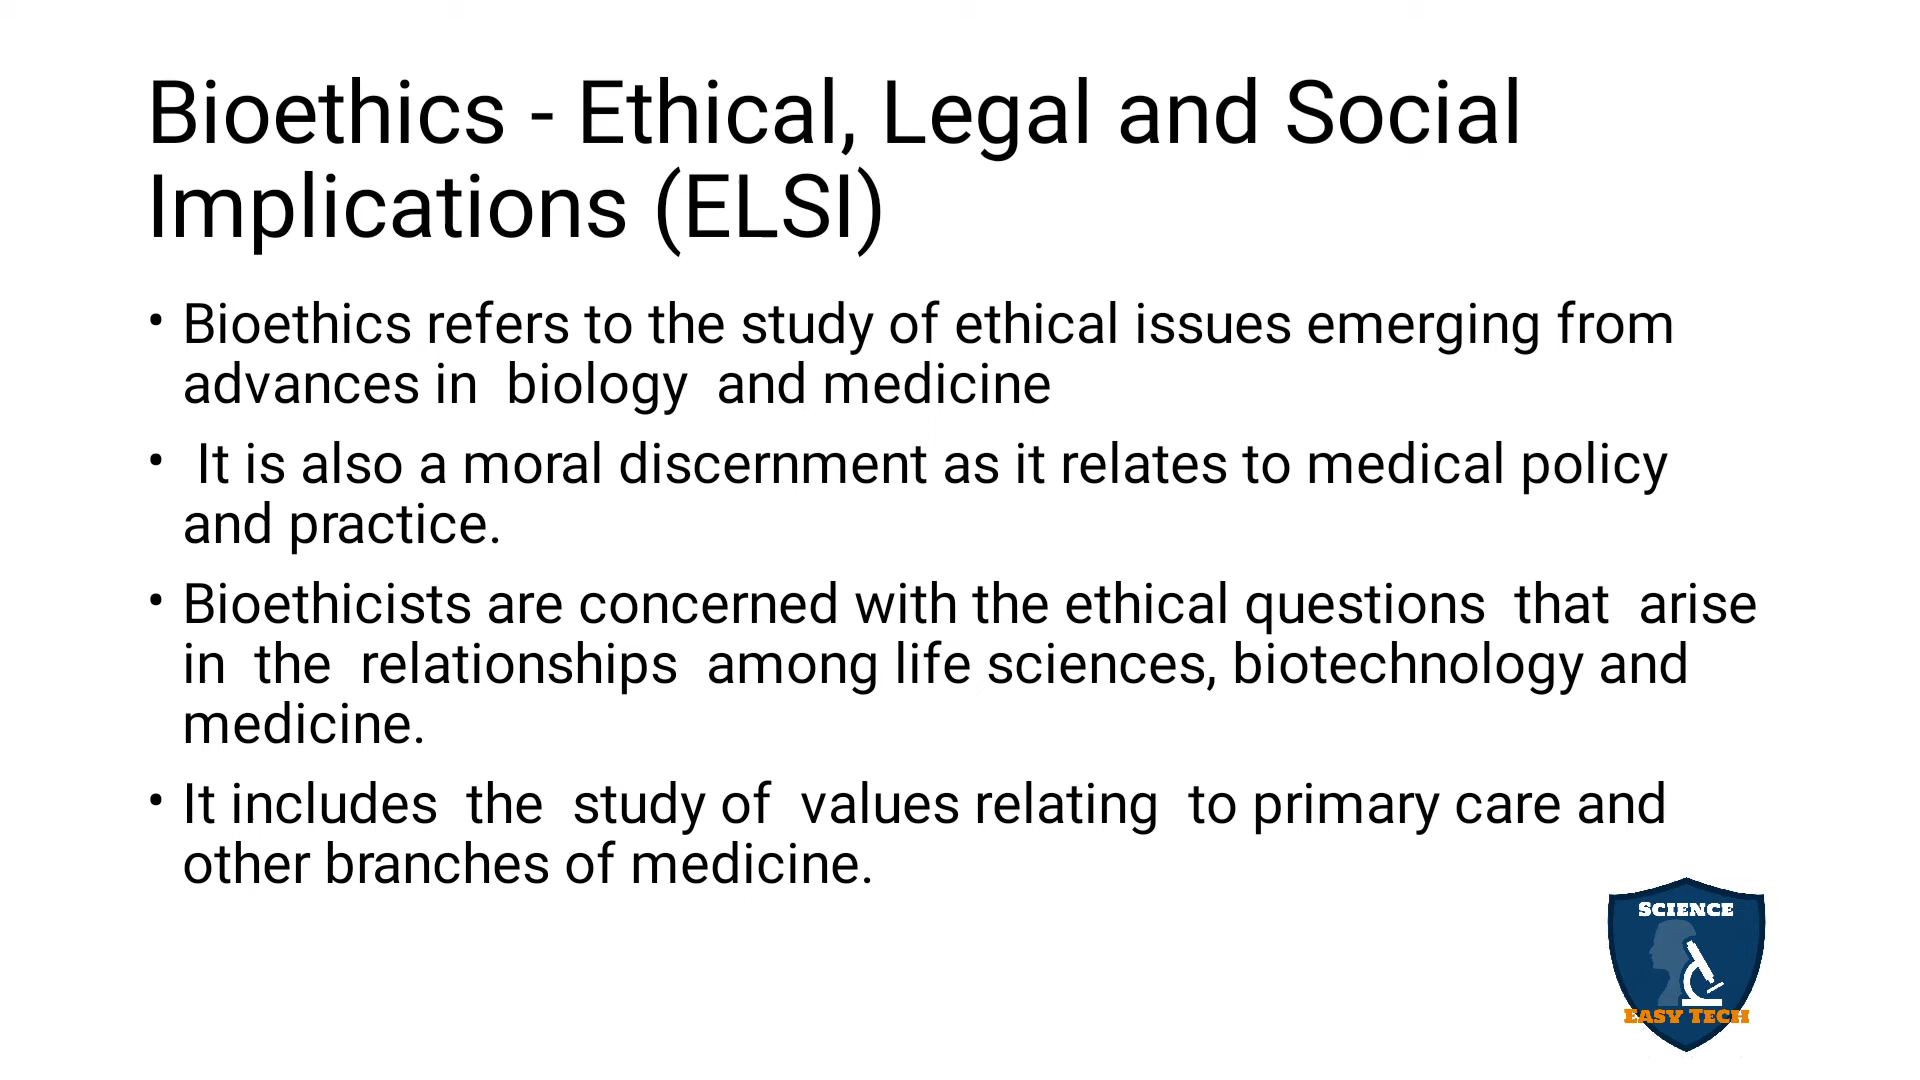 Bioethics - Ethical, Legal and Social
Implications (ELSI)
• Bioethics refers to the study of ethical issues emerging from
advances in  biology  and medicine
•  It is also a moral discernment as it relates to medical policy
and practice.
• Bioethicists are concerned with the ethical questions  that  arise
in  the  relationships  among life sciences, biotechnology and
medicine.
• It includes  the  study of  values relating  to primary care and
other branches of medicine.
SCIENCE
EASY TECH